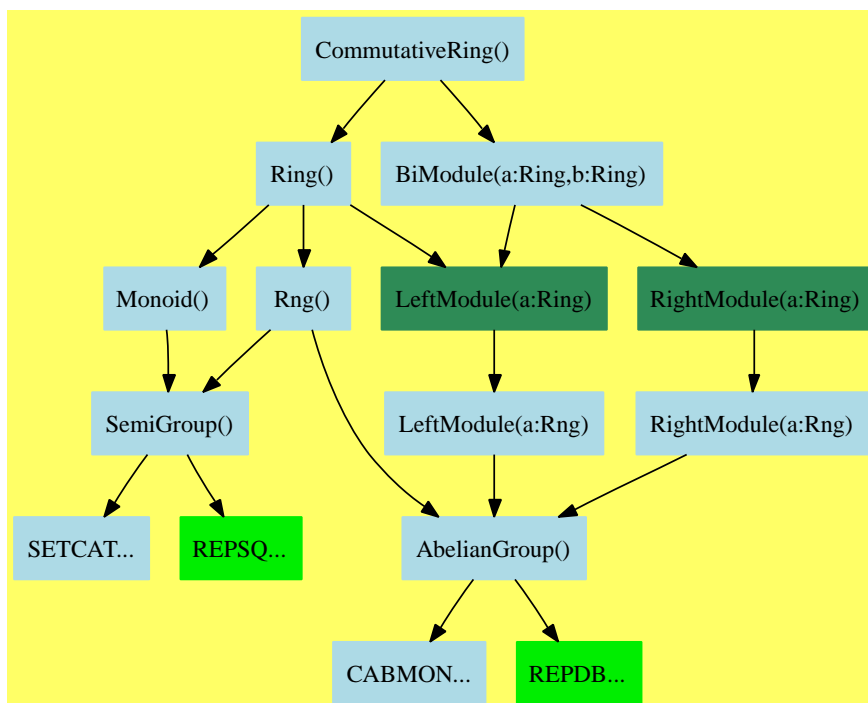 CommutativeRing()
Ring()
BiModule(a:Ring,b:Ring)
Monoid()
Rng()
LeftModule(a:Ring)
RightModule(a:Ring)
SemiGroup()
LeftModule(a:Rng)
RightModule(a:Rng)
SETCAT...
REPSQ...
AbelianGroup()
CABMON...
REPDB...